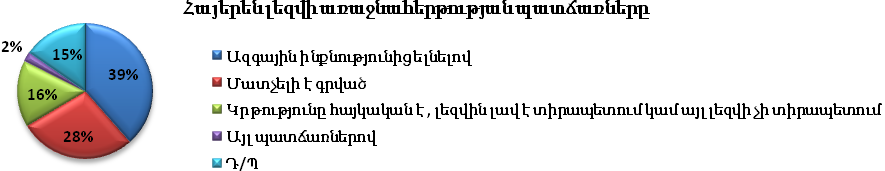 Հայերեն լեզվի առաջնահերթության պատճառները
2%
15%
39%
16%
28%
Ազգային ինքնությունից ելնելով
Մատչելի է գրված
Կրթությունը հայկական է , լեզվին լավ է տիրապետում կամ այլ լեզվի չի տիրապետում
Այլ պատճառներով
Դ/Պ